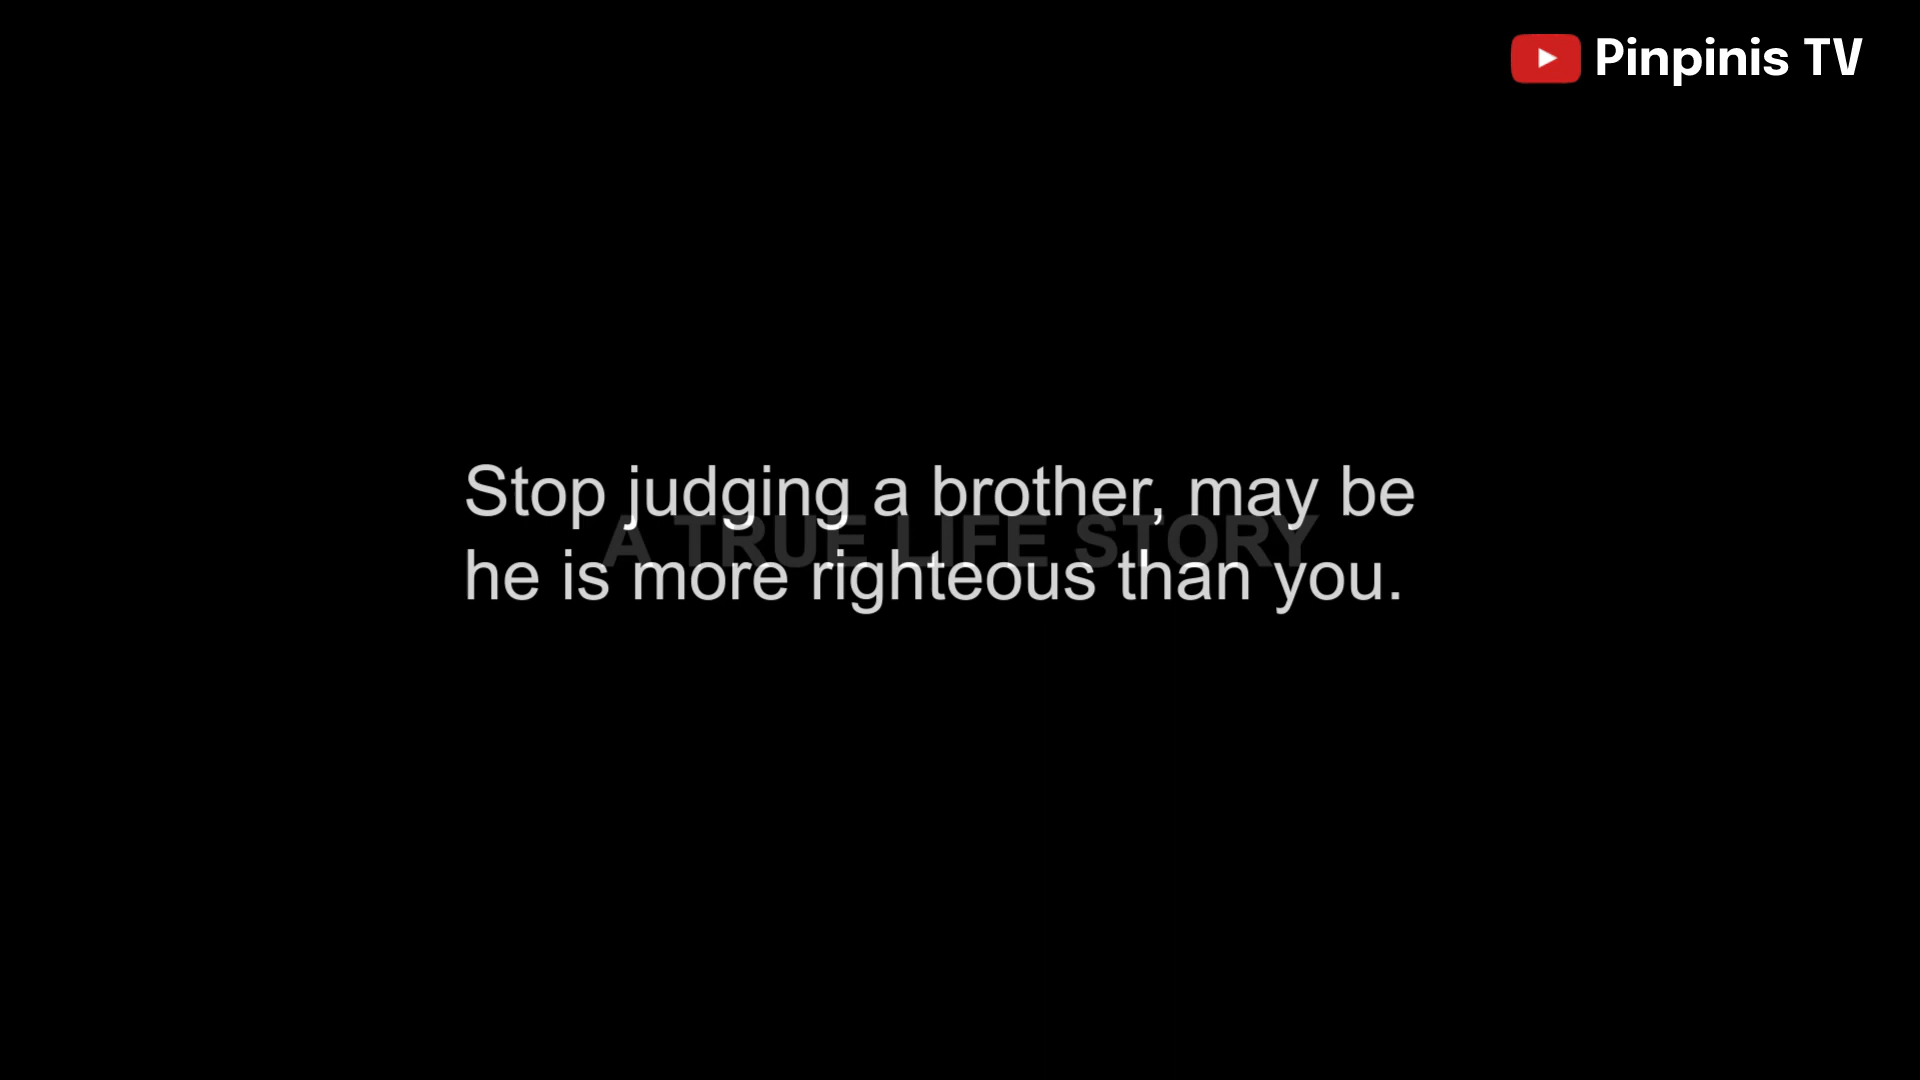 Pinpinis TV
Stop judging a brother, may be
A TRUE LIFE STORY
he is more righteous than you.